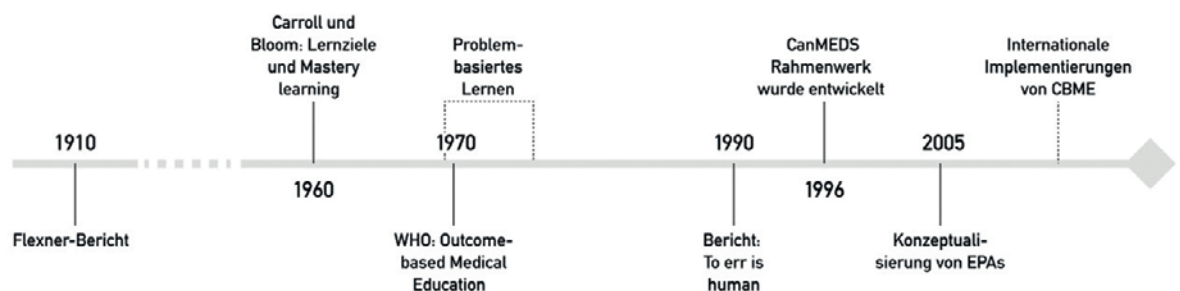 Carroll und
Bloom: Lernziele
und Mastery
learning
Problem-
basiertes
Lernen
CanMEDS
Rahmenwerk
wurde entwickelt
Internationale
Implementierungen
von CBME
1910
1970
1990
2005
1960
1996
Flexner-Bericht
WHO: Outcome-
based Medical
Education
Bericht:
To err is
human
Konzeptuali-
sierung von EPAs